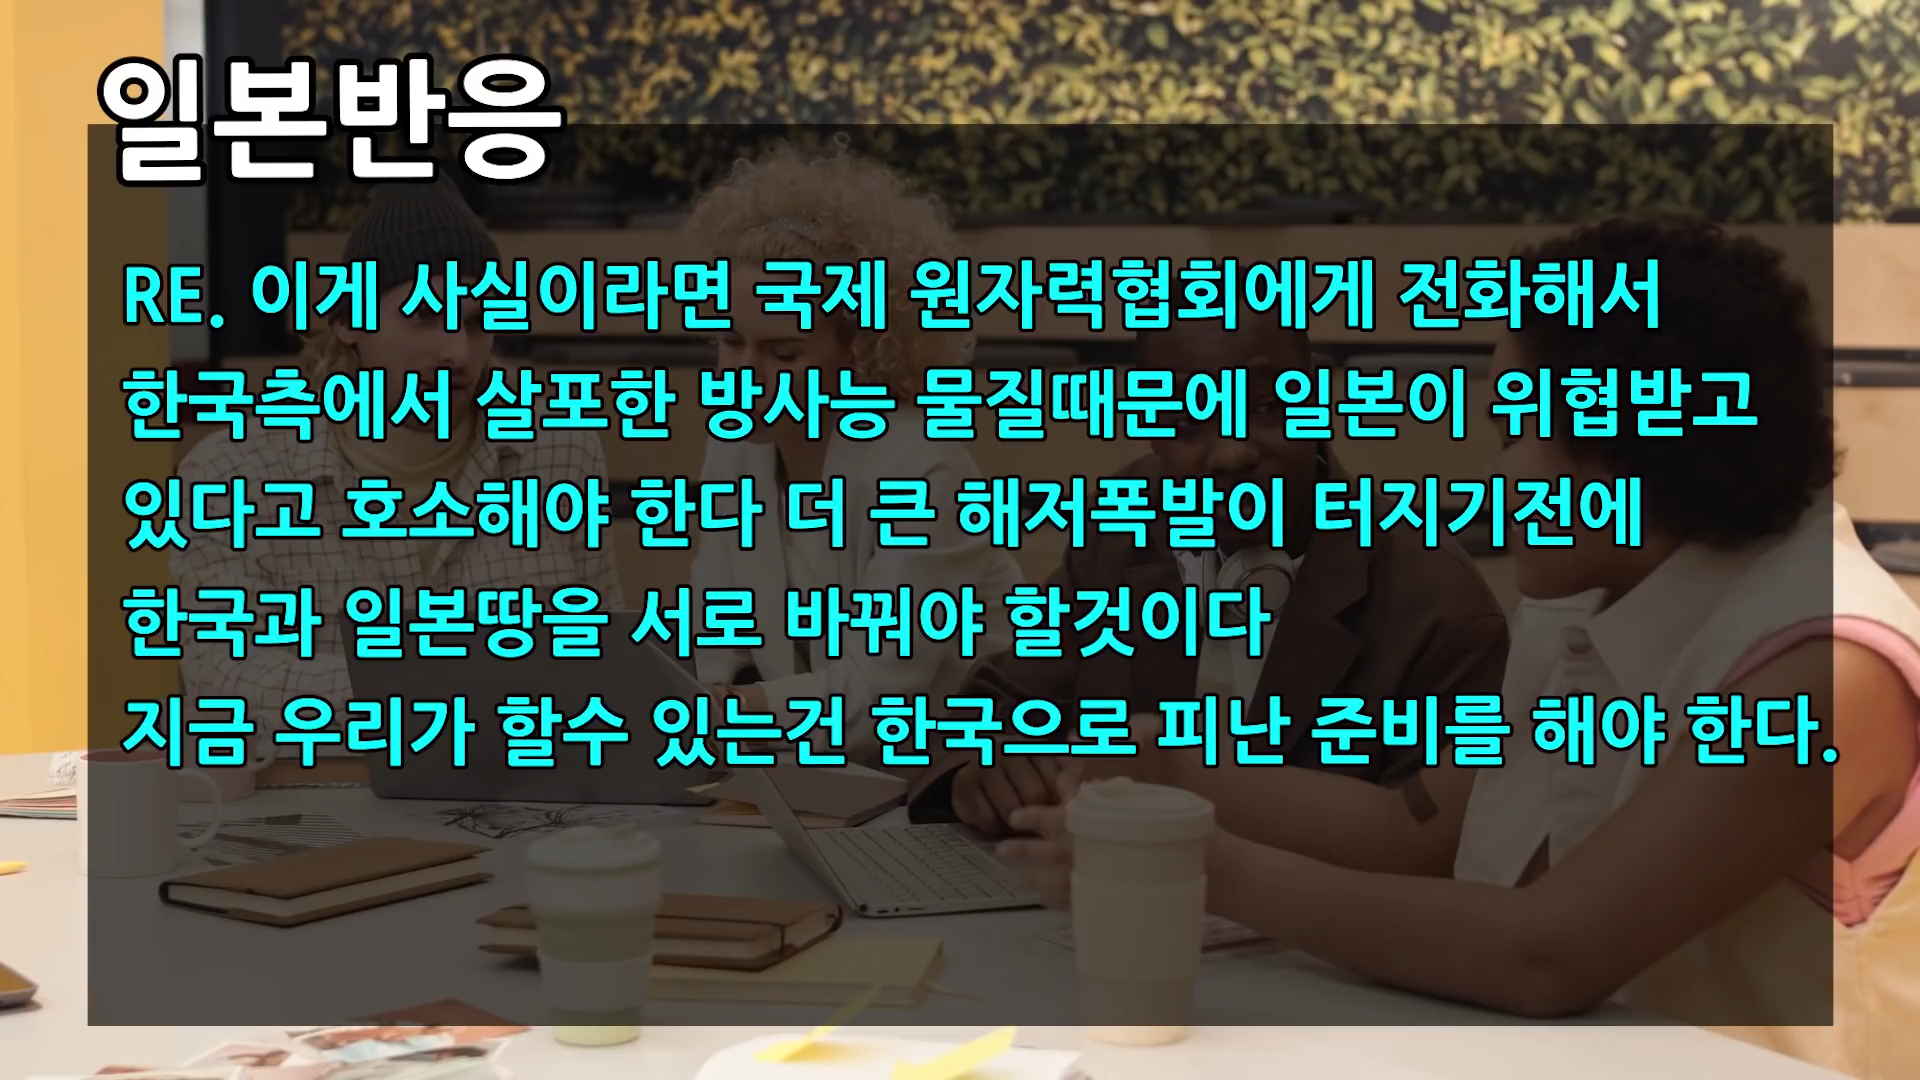 일본반응
RE. 이게 사실이라면 국제 원자력협회에게 전화해서
한국측에서 살포한 방사능 물질때문에 일본이 위협받고
있다고 호소해야 한다 더 큰 해저폭발이 터지기전에
한국과 일본땅을 서로 바꿔야 할것이다
지금 우리가 할수 있는건 한국으로 피난 준비를 해야 한다.